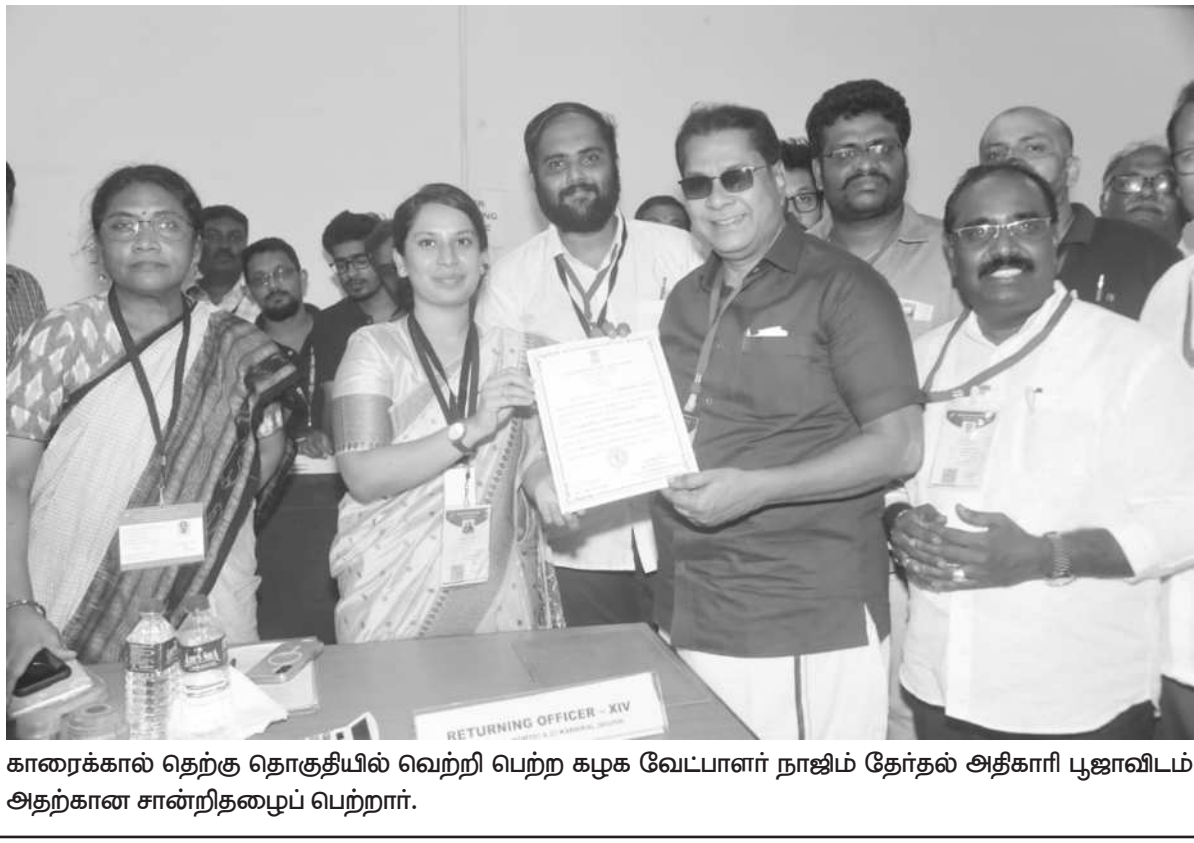 RETURNING OFFICER - XIV
காரைக்கால் தெற்கு தொகுதியில் வெற்றி பெற்ற கழக வேட்பாளர் நாஜிம் தேர்தல் அதிகாரி பூஜாவிடம்
அதற்கான சான்றிதழைப் பெற்றார்.